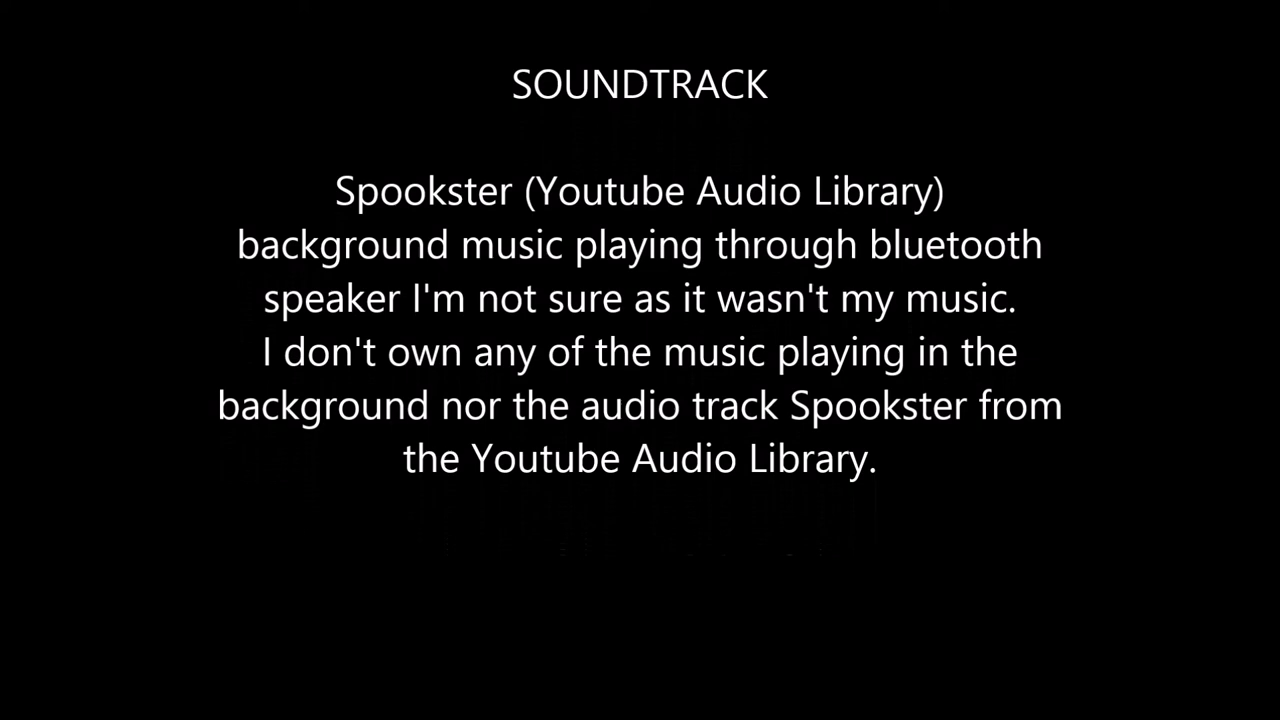 SOUNDTRACK
Spookster (Youtube Audio Library)
background music playing through bluetooth
speaker I'm not sure as it wasn't my music.
I don't own any of the music playing in the
background nor the audio track Spookster from
the Youtube Audio Library.